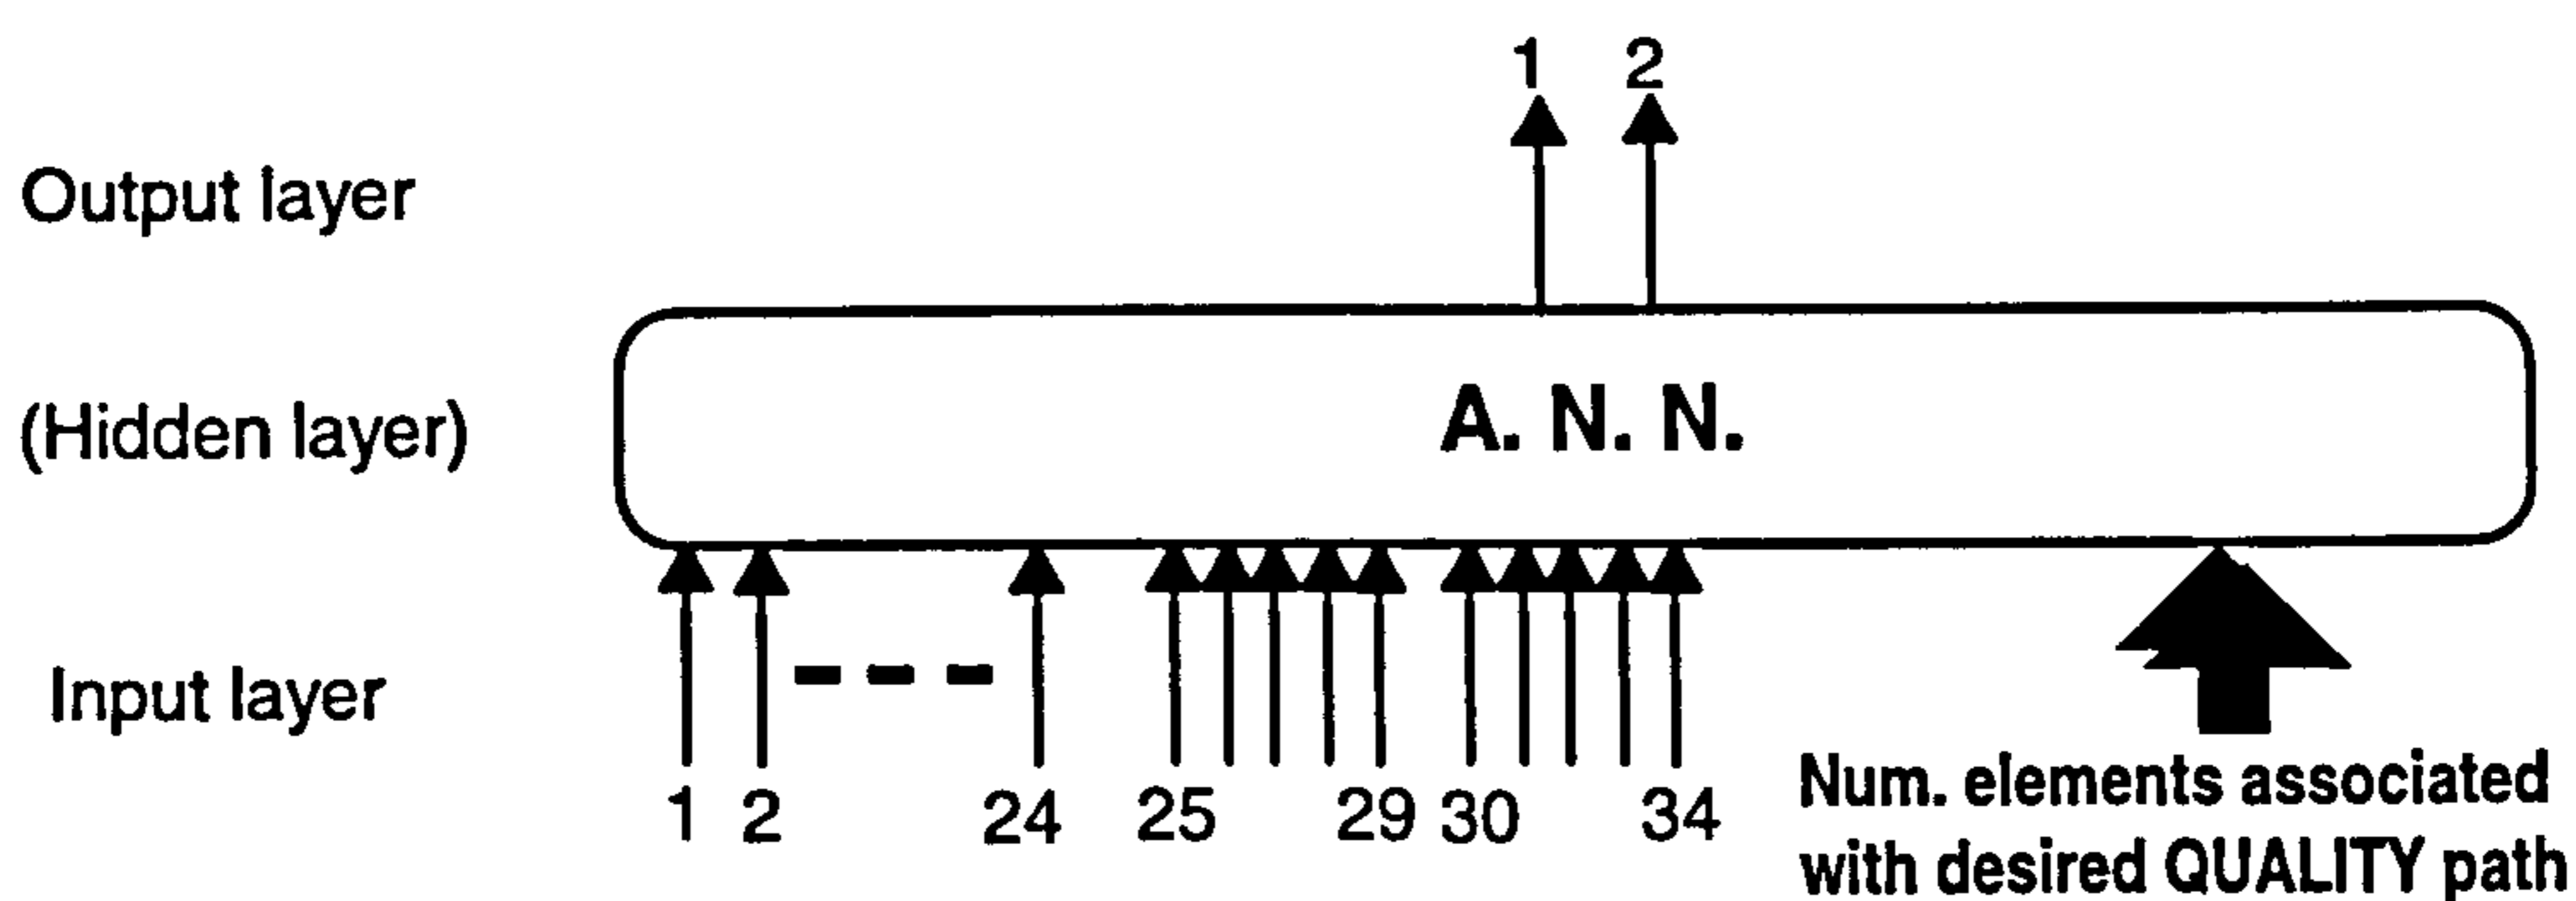 1 2
Output layer
(Hidden layer) A. N. N.
Input layer
1 2 24 25 29 30 34
Num. elements associated
with desired QUALITY path